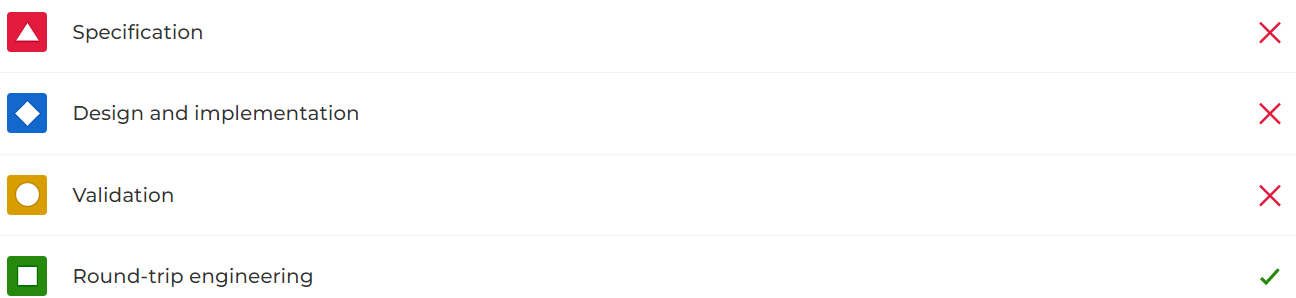 Specification
Design and implementation
Validation
Round-trip engineering